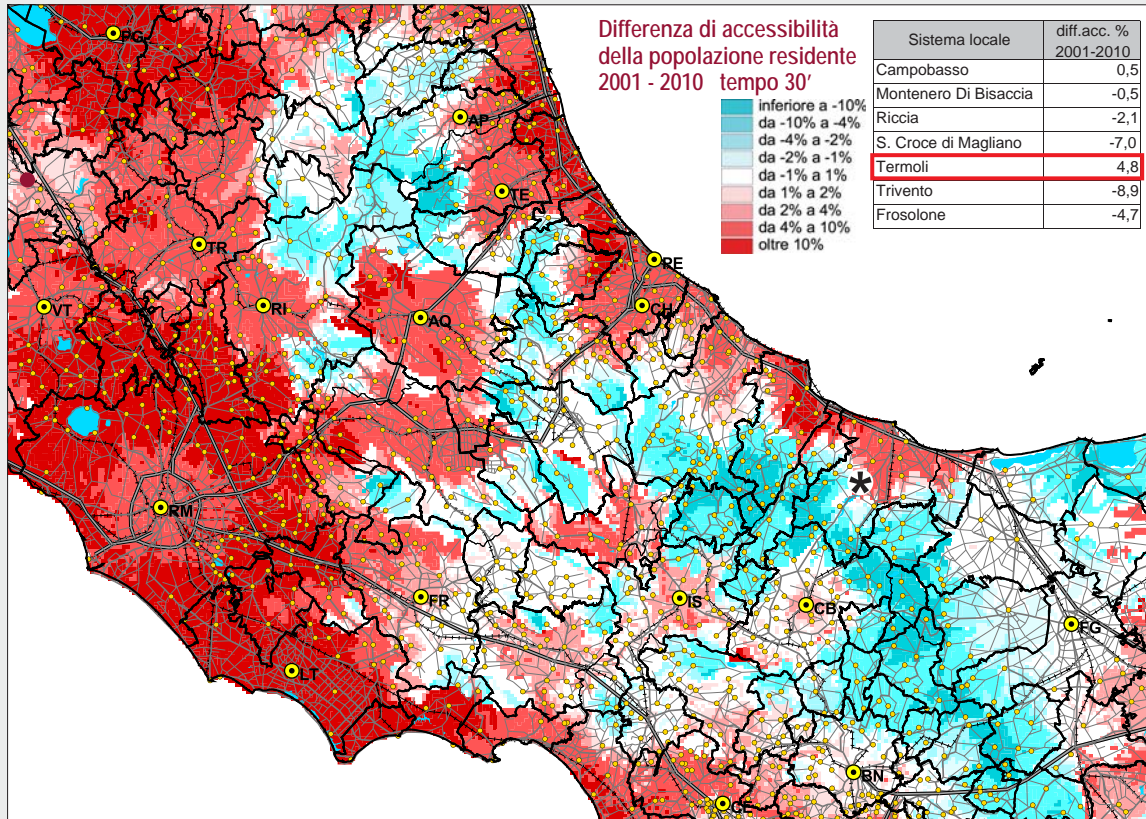 Differenza di accessibilità
della popolazione residente
2001 - 2010 tempo 30'
inferiore a -10%
da -10% a -4%
da -4% a -2%
da -2% a -1%
da -1% a 1%
da 1% a 2%
da 2% a 4%
da 4% a 10%
oltre 10%
Sistema locale diff.acc. % 2001-2010
Campobasso 0,5
Montenero Di Bisaccia -0,5
Riccia -2,1
S. Croce di Magliano -7,0
Termoli 4,8
Trivento -8,9
Frosolone -4,7
PG
AP
TE
TR
PE
VT
RI
AQ
CH
*
RM
FR
IS
CB
FG
LT
BN
CE